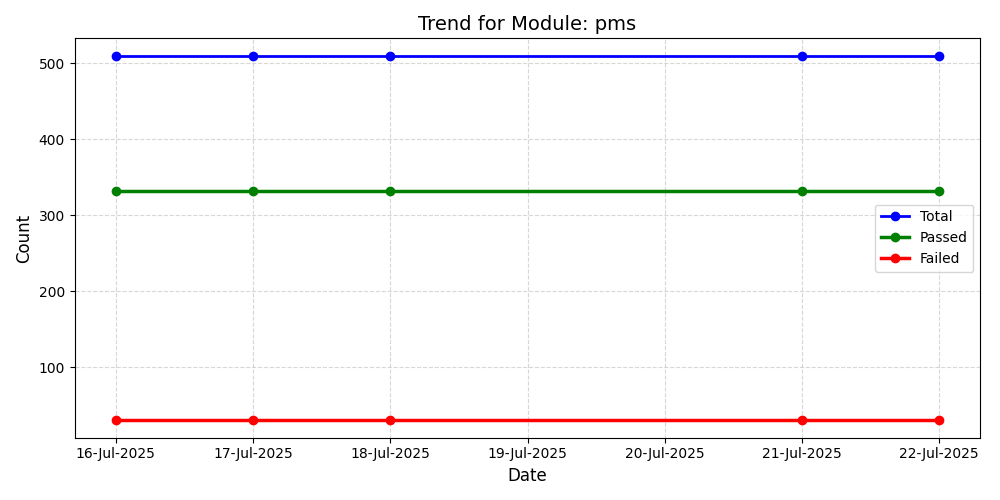 Trend for Module: pms
Count
500
400
300
200
100
Total
Passed
Failed
16-Jul-2025 17-Jul-2025 18-Jul-2025 19-Jul-2025 20-Jul-2025 21-Jul-2025 22-Jul-2025
Date